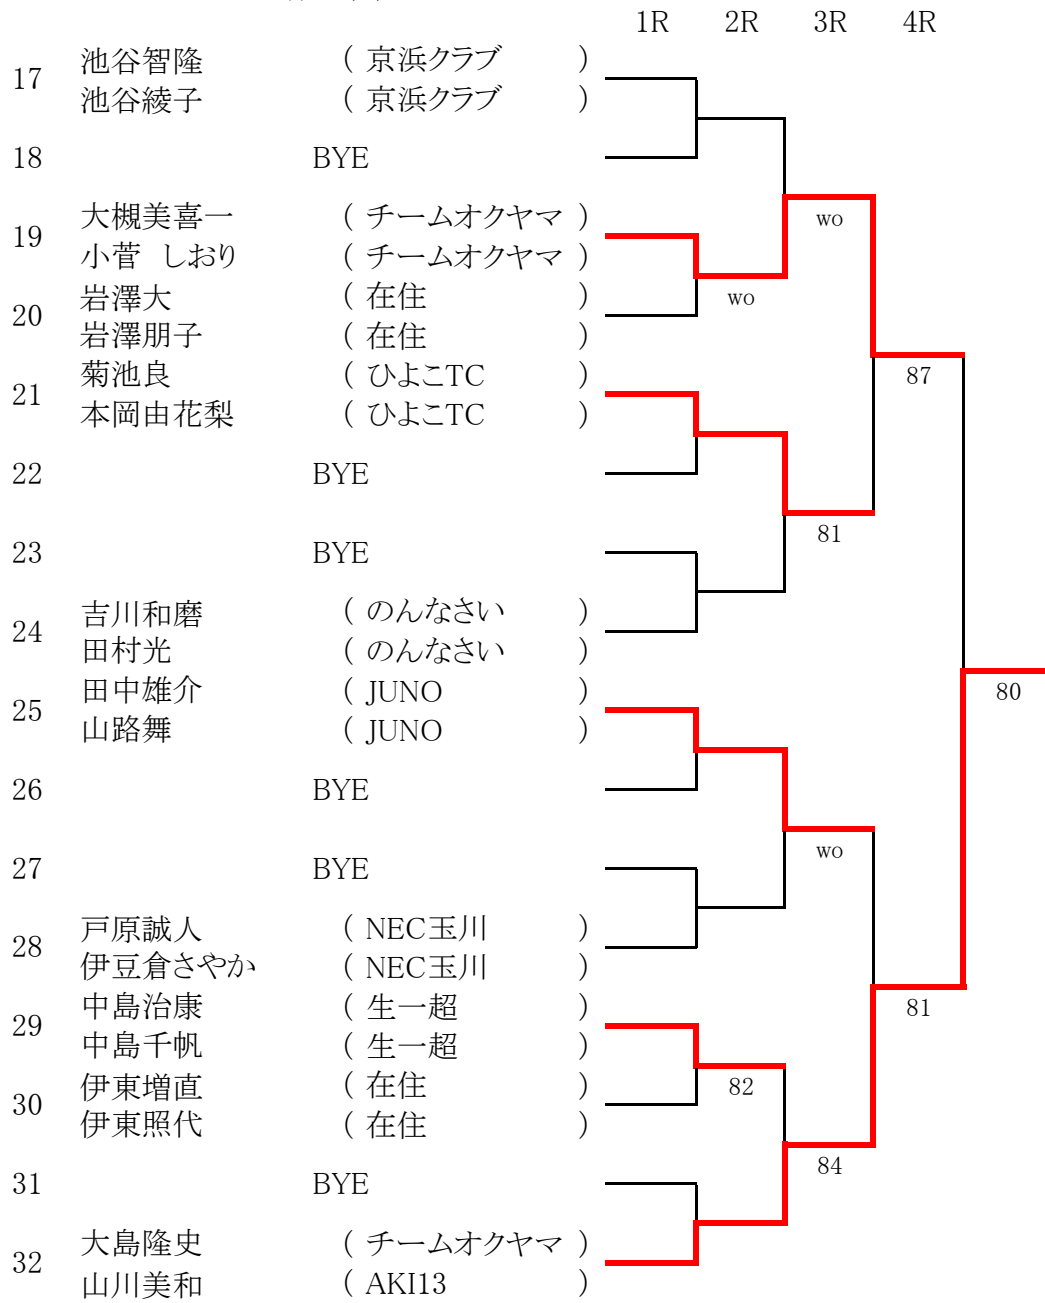 1R 2R 3R 4R
池谷智隆 ( 京浜クラブ )
17
池谷綾子 ( 京浜クラブ )
18 BYE
大槻美喜一 ( チームオクヤマ )
19 wo
小菅 しおり ( チームオクヤマ )
岩澤大 ( 在住 )
20 wo
岩澤朋子 ( 在住 )
菊池良 ( ひよこTC )
87
21
本岡由花梨 ( ひよこTC )
22 BYE
81
23 BYE
吉川和磨 ( のんなさい )
24
田村光 ( のんなさい )
田中雄介 ( JUNO )
80
25
山路舞 ( JUNO )
26 BYE
wo
27 BYE
戸原誠人 ( NEC玉川 )
28
伊豆倉さやか ( NEC玉川 )
中島治康 ( 生一超 )
81
29
中島千帆 ( 生一超 )
伊東増直 ( 在住 )
82
30
伊東照代 ( 在住 )
84
31 BYE
大島隆史 ( チームオクヤマ )
32
山川美和 ( AKI13 )